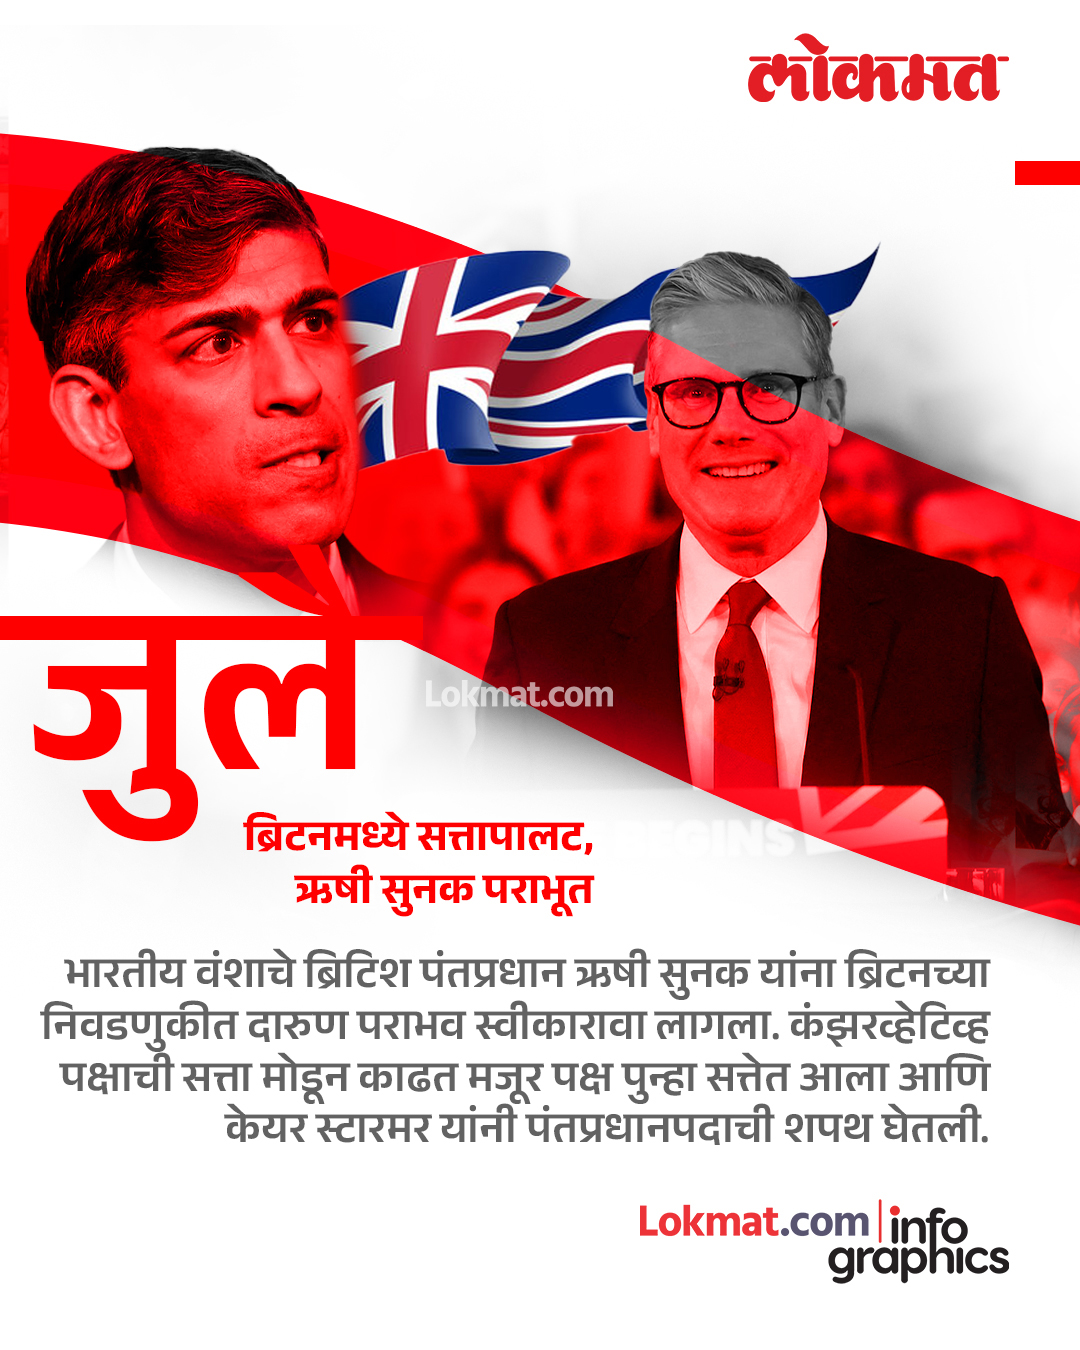 लोकमत
जुलै
Lokmat.com
EGINS
ब्रिटनमध्ये सत्तापालट,
ऋषी सुनक पराभूत
भारतीय वंशाचे ब्रिटिश पंतप्रधान ऋषी सुनक यांना ब्रिटनच्या
निवडणुकीत दारुण पराभव स्वीकारावा लागला. कंझरव्हेटिव्ह
पक्षाची सत्ता मोडून काढत मजूर पक्ष पुन्हा सत्तेत आला आणि
केयर स्टारमर यांनी पंतप्रधानपदाची शपथ घेतली.
Lokmat.com info
graphics